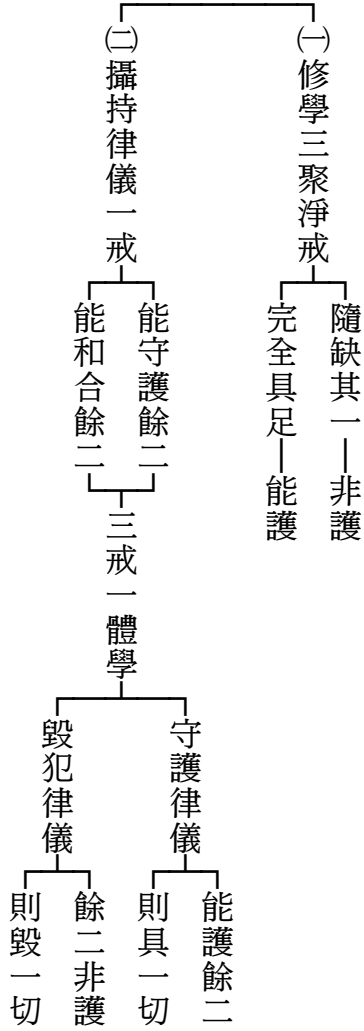 ㈠修學三聚淨戒
隨缺其一—非護
完全具足—能護
㈡攝持律儀一戒
能守護餘二
能和合餘二
三戒一體學
守護律儀
能護餘二
則具一切
毀犯律儀
餘二非護
則毀一切